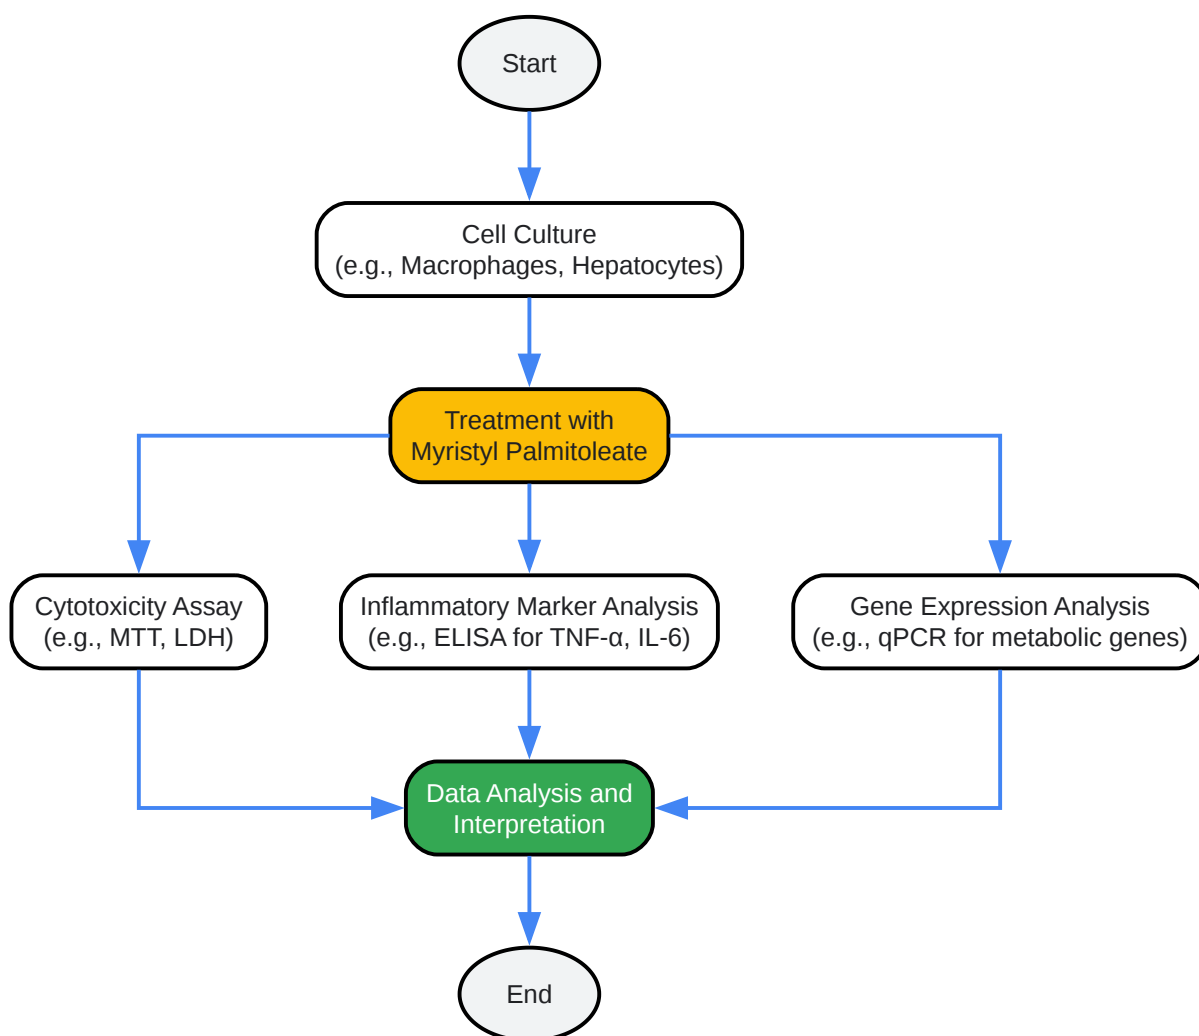 Start
Cell Culture
(e.g., Macrophages, Hepatocytes)
Treatment with
Myristyl Palmitoleate
Cytotoxicity Assay
(e.g., MTT, LDH)
Inflammatory Marker Analysis
(e.g., ELISA for TNF-α, IL-6)
Gene Expression Analysis
(e.g., qPCR for metabolic genes)
Data Analysis and
Interpretation
End